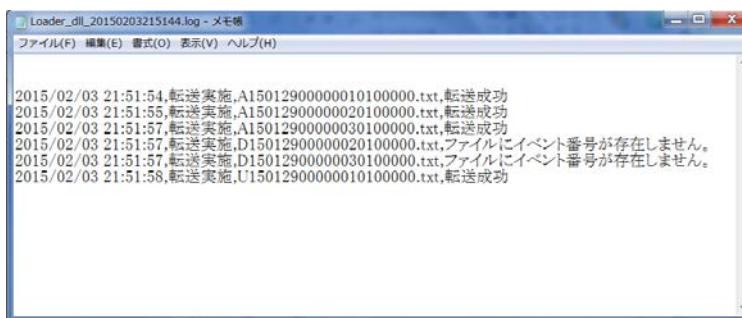 Loader_dll_20150203215144.log - メモ帳
ファイル(F) 編集(E) 書式(O) 表示(V) ヘルプ(H)
2015/02/03 21:51:54,転送実施,A15012900000010100000.txt,転送成功
2015/02/03 21:51:55,転送実施,A15012900000020100000.txt,転送成功
2015/02/03 21:51:57,転送実施,A15012900000030100000.txt,転送成功
2015/02/03 21:51:57,転送実施,D15012900000020100000.txt,ファイルにイベント番号が存在しません。
2015/02/03 21:51:57,転送実施,D15012900000030100000.txt,ファイルにイベント番号が存在しません。
2015/02/03 21:51:58,転送実施,U15012900000010100000.txt,転送成功